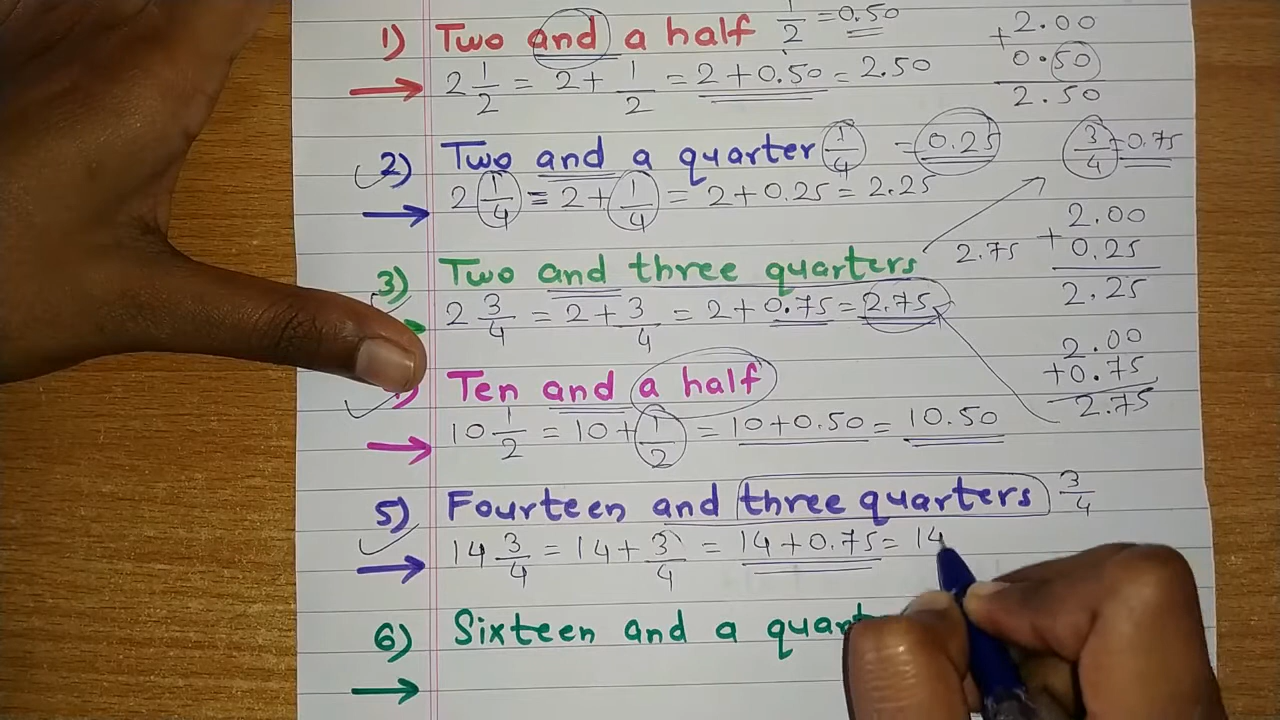 1) Two and a half 1/2 = 0.50
2 1/2 = 2 + 1/2 = 2 + 0.50 = 2.50
2.00
+ 0.50
2.50
2) Two and a quarter 1/4 = 0.25
2 1/4 = 2 + 1/4 = 2 + 0.25 = 2.25
3/4 = 0.75
3) Two and three quarters 2.75
2 3/4 = 2 + 3/4 = 2 + 0.75 = 2.75
2.00
+ 0.25
2.25
2.00
+ 0.75
2.75
) Ten and a half
10 1/2 = 10 + 1/2 = 10 + 0.50 = 10.50
5) Fourteen and three quarters 3/4
14 3/4 = 14 + 3/4 = 14 + 0.75 = 14
6) Sixteen and a quart